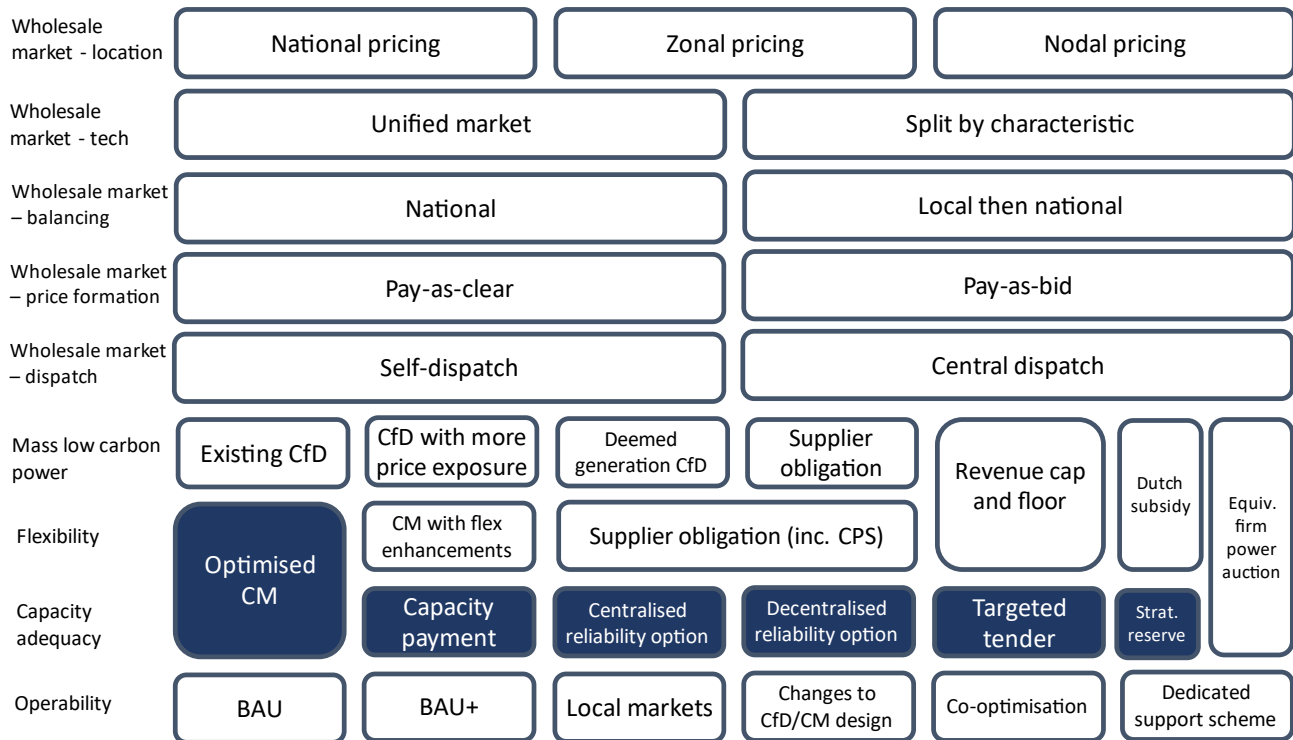 Wholesale
market - location
National pricing
Zonal pricing
Nodal pricing
Wholesale
market - tech
Unified market
Split by characteristic
Wholesale market
– balancing
National
Local then national
Wholesale market
– price formation
Pay-as-clear
Pay-as-bid
Wholesale market
– dispatch
Self-dispatch
Central dispatch
Mass low carbon
power
Existing CfD
CfD with more
price exposure
Deemed
generation CfD
Supplier
obligation
Revenue cap
and floor
Dutch
subsidy
Equiv.
firm
power
auction
Flexibility
Optimised
CM
CM with flex
enhancements
Supplier obligation (inc. CPS)
Capacity
adequacy
Capacity
payment
Centralised
reliability option
Decentralised
reliability option
Targeted
tender
Strat.
reserve
Operability
BAU
BAU+
Local markets
Changes to
CfD/CM design
Co-optimisation
Dedicated
support scheme